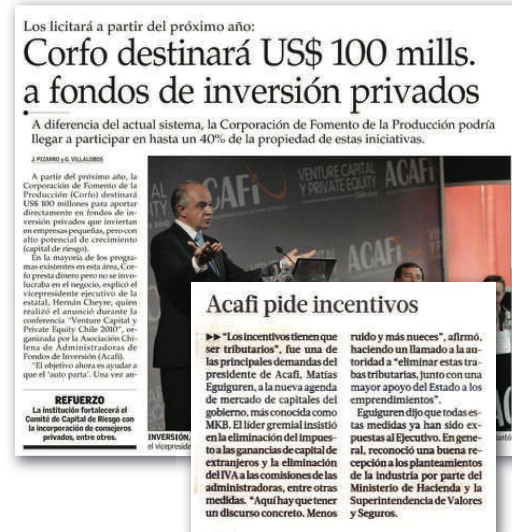 Los licitará a partir del próximo año:
Corfo destinará US$ 100 mills.
a fondos de inversión privados
A diferencia del actual sistema, la Corporación de Fomento de la Producción podría
llegar a participar en hasta un 40% de la propiedad de estas iniciativas.
J. PIZARRO y G. VILLALOBOS
A partir del próximo año, la
Corporación de Fomento de la
Producción (Corfo) destinará
US$ 100 millones para aportar
directamente en fondos de in-
versión privados que inviertan
en empresas pequeñas, pero con
alto potencial de crecimiento
(capital de riesgo).
En la mayoría de los progra-
mas existentes en esta área, Cor-
fo presta dinero pero no se invo-
lucraba en el negocio, explicó el
vicepresidente ejecutivo de la
estatal, Hernán Cheyre, quien
realizó el anuncio durante la
conferencia "Venture Capital y
Private Equity Chile 2010", or-
ganizada por la Asociación Chi-
lena de Administradoras de
Fondos de Inversión (Acafi).
"El objetivo ahora es ayudar a
que el 'auto parta'. Una vez an-
REFUERZO
La institución fortalecerá el
Comité de Capital de Riesgo con
la incorporación de consejeros
privados, entre otros.
ACAFI
VENTURE CAPITAL
Y PRIVATE EQUITY
ACAFI
ACAFI
INVERSIÓN.
el vicepreside
Acafi pide incentivos
▸▸ "Los incentivos tienen que
ser tributarios", fue una de
las principales demandas del
presidente de Acafi, Matías
Eguiguren, a la nueva agenda
de mercado de capitales del
gobierno, más conocida como
MKB. El líder gremial insistió
en la eliminación del impues-
to a las ganancias de capital de
extranjeros y la eliminación
del IVA a las comisiones de las
administradoras, entre otras
medidas. "Aquí hay que tener
un discurso concreto. Menos
ruido y más nueces", afirmó,
haciendo un llamado a la au-
toridad a "eliminar estas tra-
bas tributarias, junto con una
mayor apoyo del Estado a los
emprendimientos".
Eguiguren dijo que todas es-
tas medidas ya han sido ex-
puestas al Ejecutivo. En gene-
ral, reconoció una buena re-
cepción a los planteamientos
de la industria por parte del
Ministerio de Hacienda y la
Superintendencia de Valores
y Seguros.